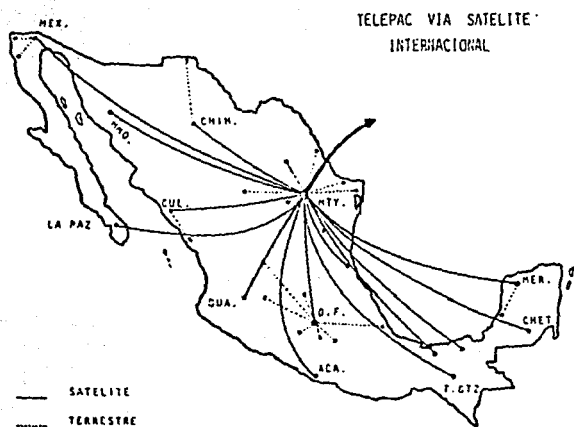 TELEPAC VIA SATELITE
INTERNACIONAL
MEX.
CHIH.
HMO.
MTY.
CUL.
LA PAZ
MER.
GUA.
D.F.
CHET
ACA.
T.GTZ
SATELITE
TERRESTRE